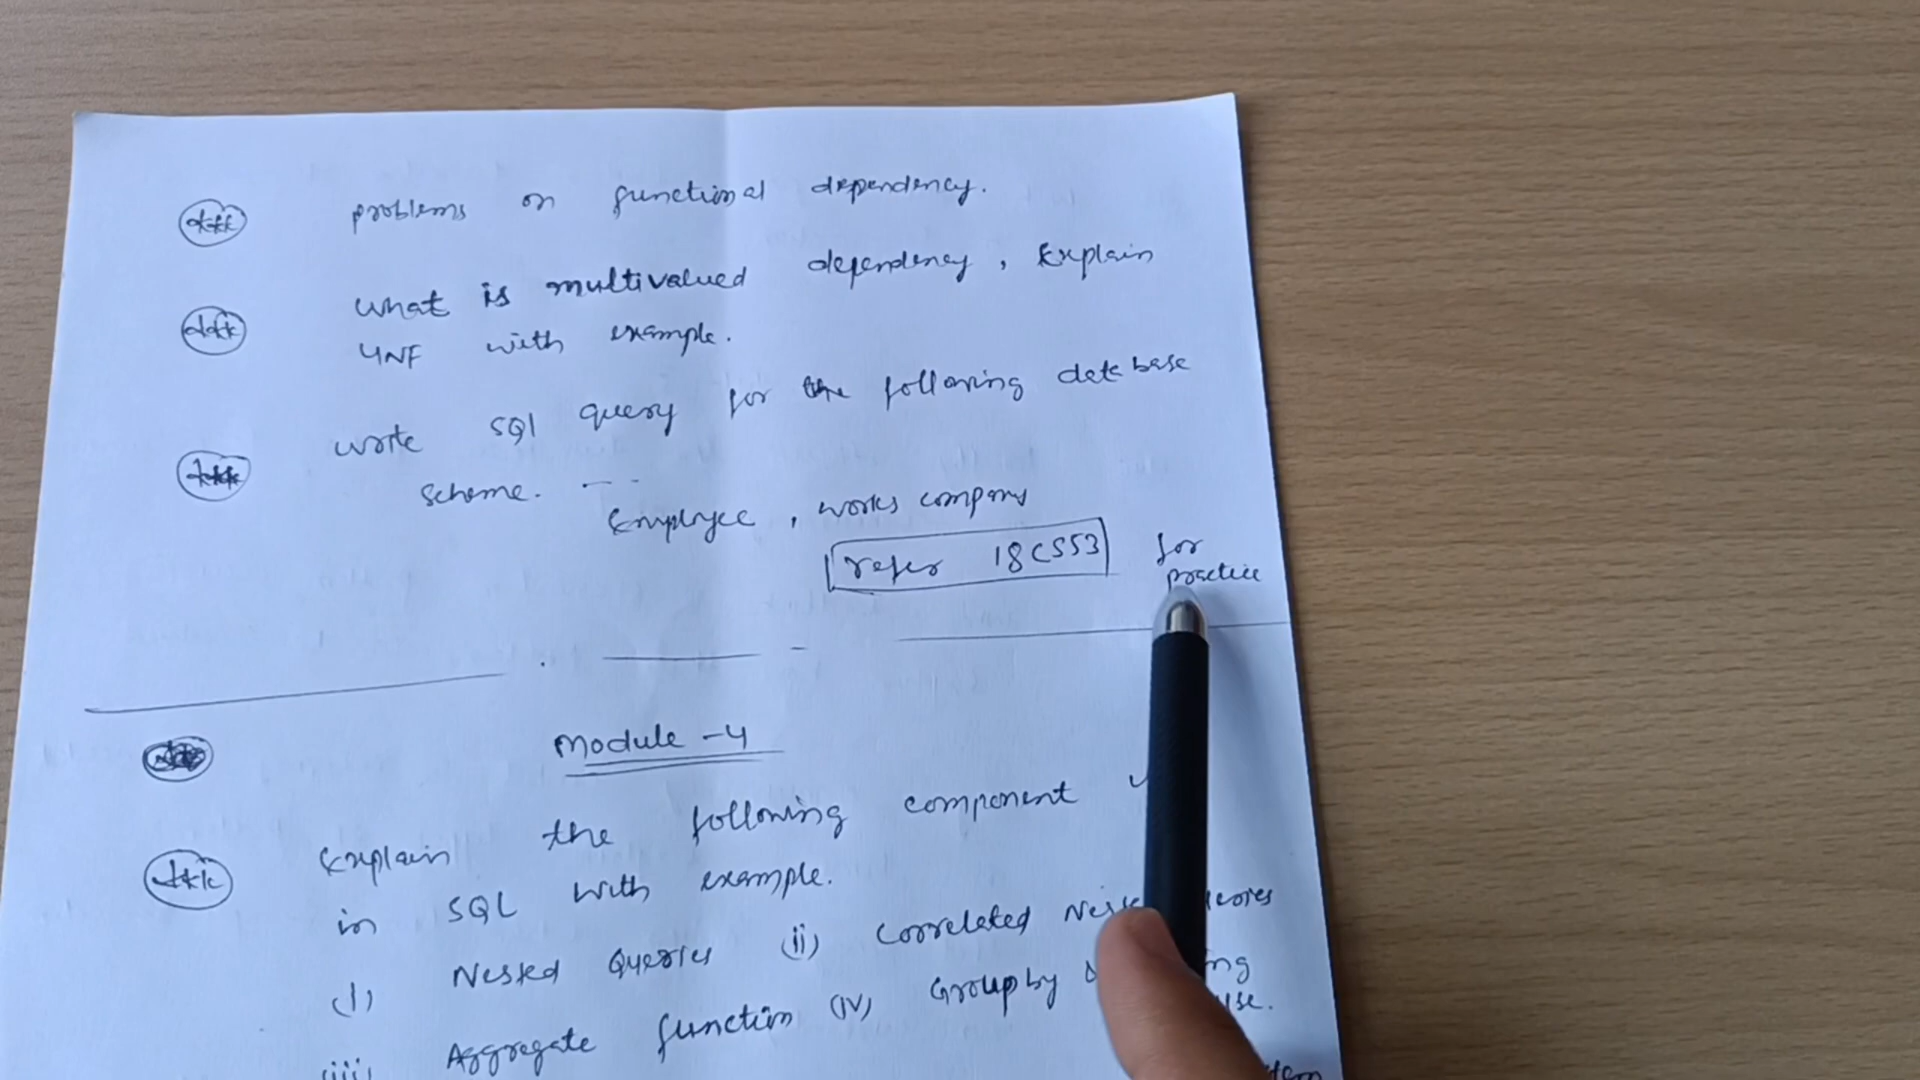 *** problems on functional dependency.
*** what is multivalued dependency, Explain
4NF with example.
*** write SQL query for the following database
scheme. - - -
Employee, works company
refer 18CS53 for
practice
Module -4
*** Explain the following component
in SQL with example.
(i) Nested Queries (ii) Correlated
(iii) Aggregate function (iv) Group by